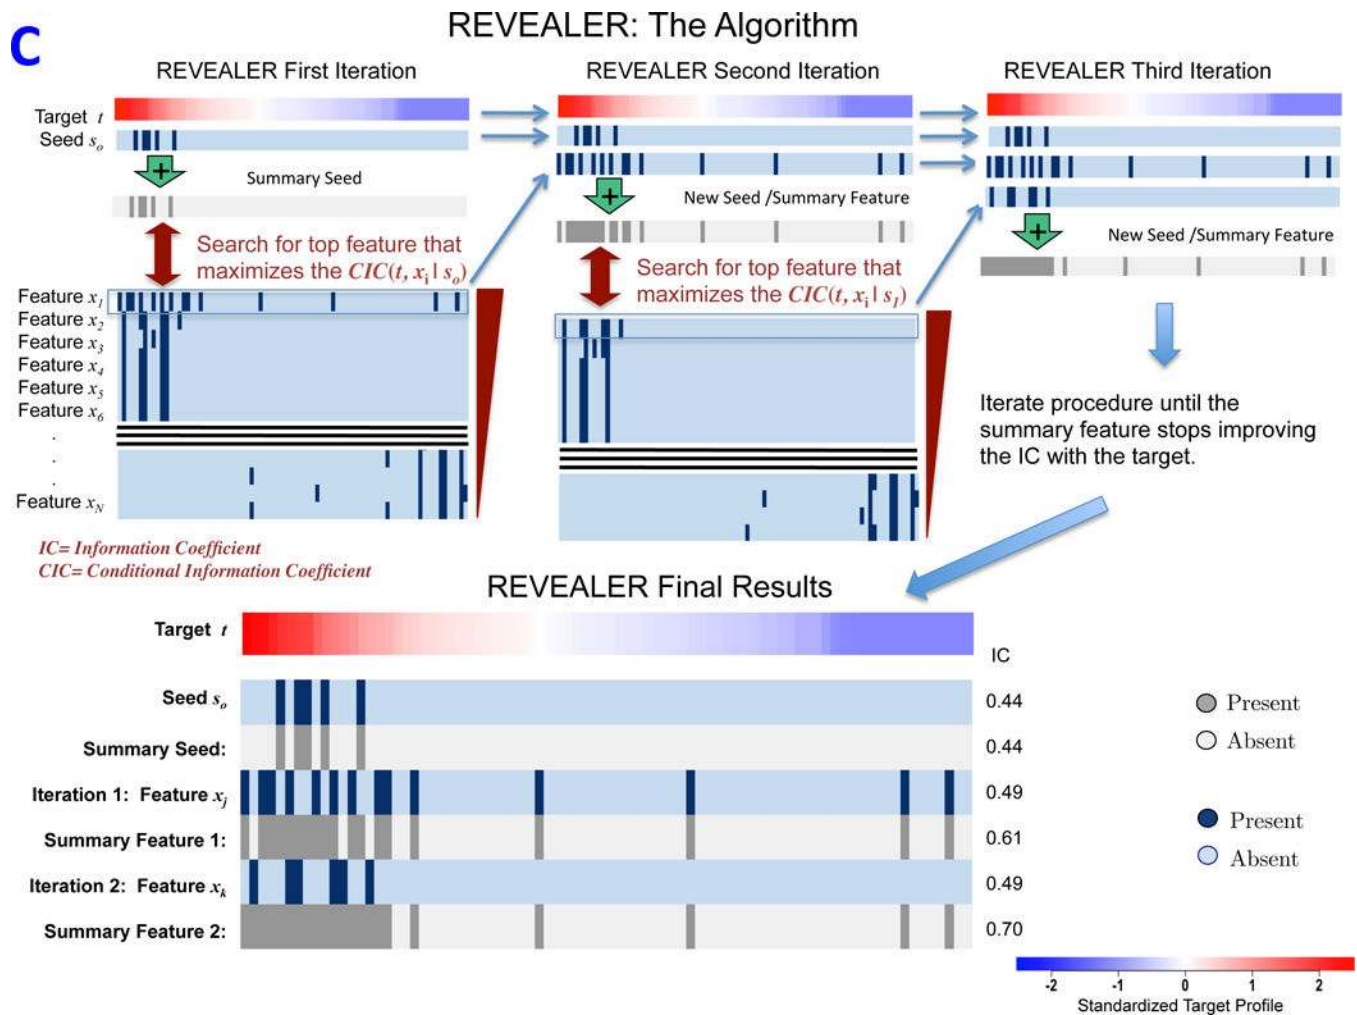 C
REVEALER: The Algorithm
REVEALER First Iteration
REVEALER Second Iteration
REVEALER Third Iteration
Target t
Seed so
+
Summary Seed
+
New Seed /Summary Feature
+
New Seed /Summary Feature
Search for top feature that
maximizes the CIC(t, xi | so)
Search for top feature that
maximizes the CIC(t, xi | s1)
Feature x1
Feature x2
Feature x3
Feature x4
Feature x5
Feature x6
.
.
.
Feature xN
Iterate procedure until the
summary feature stops improving
the IC with the target.
IC= Information Coefficient
CIC= Conditional Information Coefficient
REVEALER Final Results
Target t
IC
Seed so 0.44
Summary Seed: 0.44
Iteration 1: Feature xj 0.49
Summary Feature 1: 0.61
Iteration 2: Feature xk 0.49
Summary Feature 2: 0.70
Present
Absent
Present
Absent
-2 -1 0 1 2
Standardized Target Profile